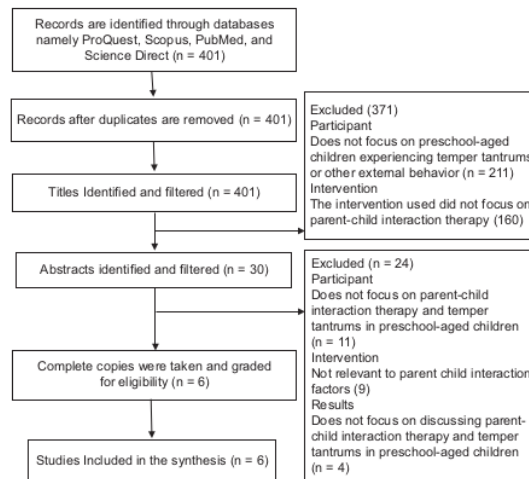 Records are identified through databases
namely ProQuest, Scopus, PubMed, and
Science Direct (n = 401)
Records after duplicates are removed (n = 401)
Titles Identified and filtered (n = 401)
Excluded (371)
Participant
Does not focus on preschool-aged
children experiencing temper tantrums
or other external behavior (n = 211)
Intervention
The intervention used did not focus on
parent-child interaction therapy (160)
Abstracts identified and filtered (n = 30)
Excluded (n = 24)
Participant
Does not focus on parent-child
interaction therapy and temper
tantrums in preschool-aged children
(n = 11)
Intervention
Not relevant to parent child interaction
factors (9)
Results
Does not focus on discussing parent-
child interaction therapy and temper
tantrums in preschool-aged children
(n = 4)
Complete copies were taken and graded
for eligibility (n = 6)
Studies Included in the synthesis (n = 6)